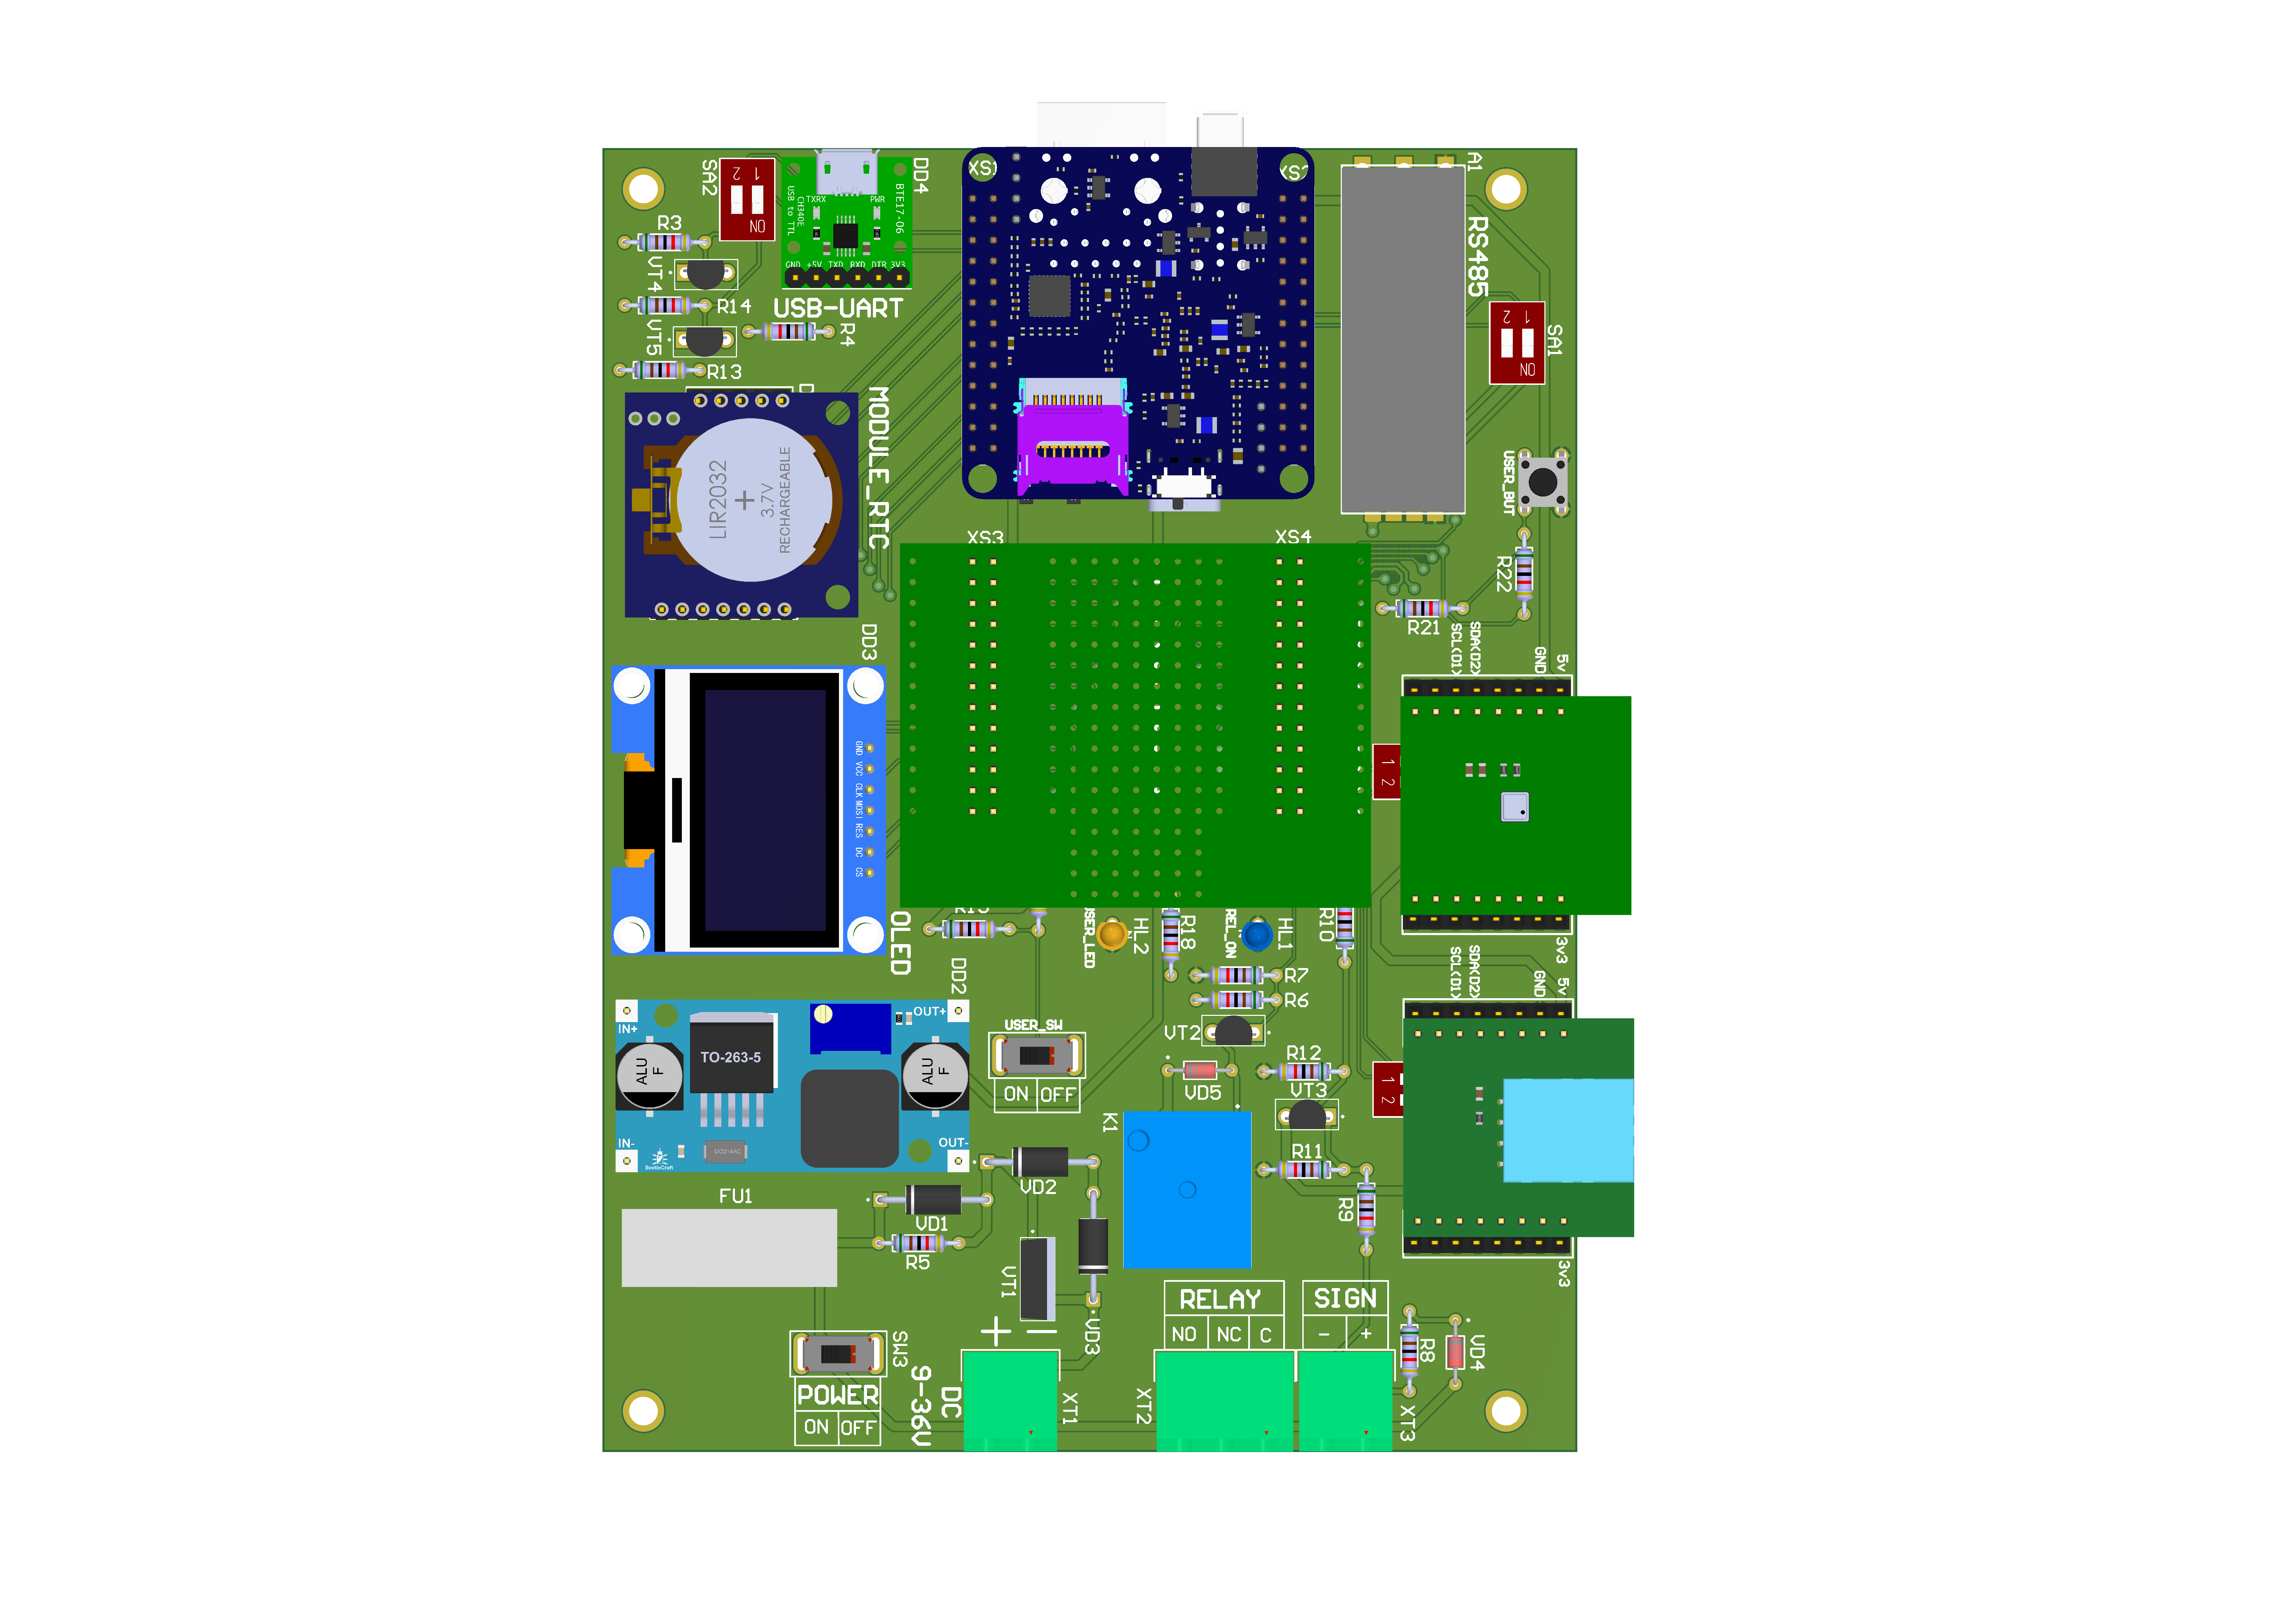 XS1
XS2
A1
SA2
2 1
ON
DD4
BTE17-06
USB to TTL
CH340E
TXRX
PWR
GND +5V TXD RXD DTR 3V3
USB-UART
R3
VT4
R14
VT5
R4
R13
RS485
SA1
2 1
ON
D
MODULE_RTC
LIR2032
+
3.7V
RECHARGEABLE
USER_BUT
R22
R21
XS3
XS4
SCL(D1)
SDA(D2)
GND
5v
DD3
GND VCC CLK MOSI RES DC CS
OLED
1 2
3v3
USER_LED
HL2
R18
REL_ON
HL1
R10
R7
R6
VT2
SCL(D1)
SDA(D2)
GND
5v
DD2
IN+
OUT+
TO-263-5
ALU
F
ALU
F
IN-
OUT-
DO214AC
BeetleCraft
USER_SW
ON OFF
VD5
R12
VT3
K1
R11
R9
1 2
3v3
VD2
VD1
R5
FU1
VT1
VD3
+ -
RELAY
NO NC C
SIGN
- +
R8
VD4
SW3
POWER
ON OFF
9-36V
DC
XT1
XT2
XT3